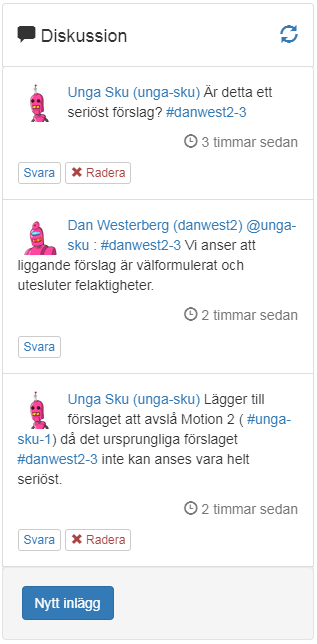 Diskussion
Unga Sku (unga-sku) Är detta ett
seriöst förslag? #danwest2-3
3 timmar sedan
Svara
Radera
Dan Westerberg (danwest2) @unga-
sku : #danwest2-3 Vi anser att
liggande förslag är välformulerat och
utesluter felaktigheter.
2 timmar sedan
Svara
Unga Sku (unga-sku) Lägger till
förslaget att avslå Motion 2 ( #unga-
sku-1) då det ursprungliga förslaget
#danwest2-3 inte kan anses vara helt
seriöst.
2 timmar sedan
Svara
Radera
Nytt inlägg